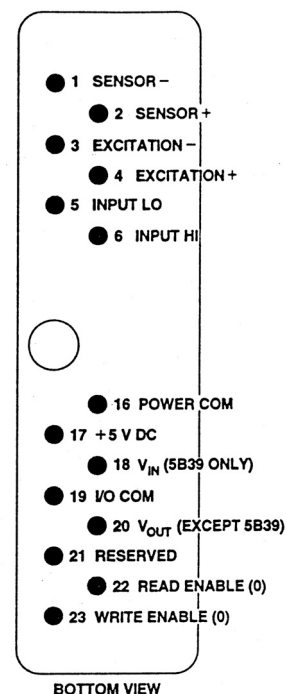 1 SENSOR –
2 SENSOR +
3 EXCITATION –
4 EXCITATION +
5 INPUT LO
6 INPUT HI
16 POWER COM
17 +5 V DC
18 VIN (5B39 ONLY)
19 I/O COM
20 VOUT (EXCEPT 5B39)
21 RESERVED
22 READ ENABLE (0)
23 WRITE ENABLE (0)
BOTTOM VIEW